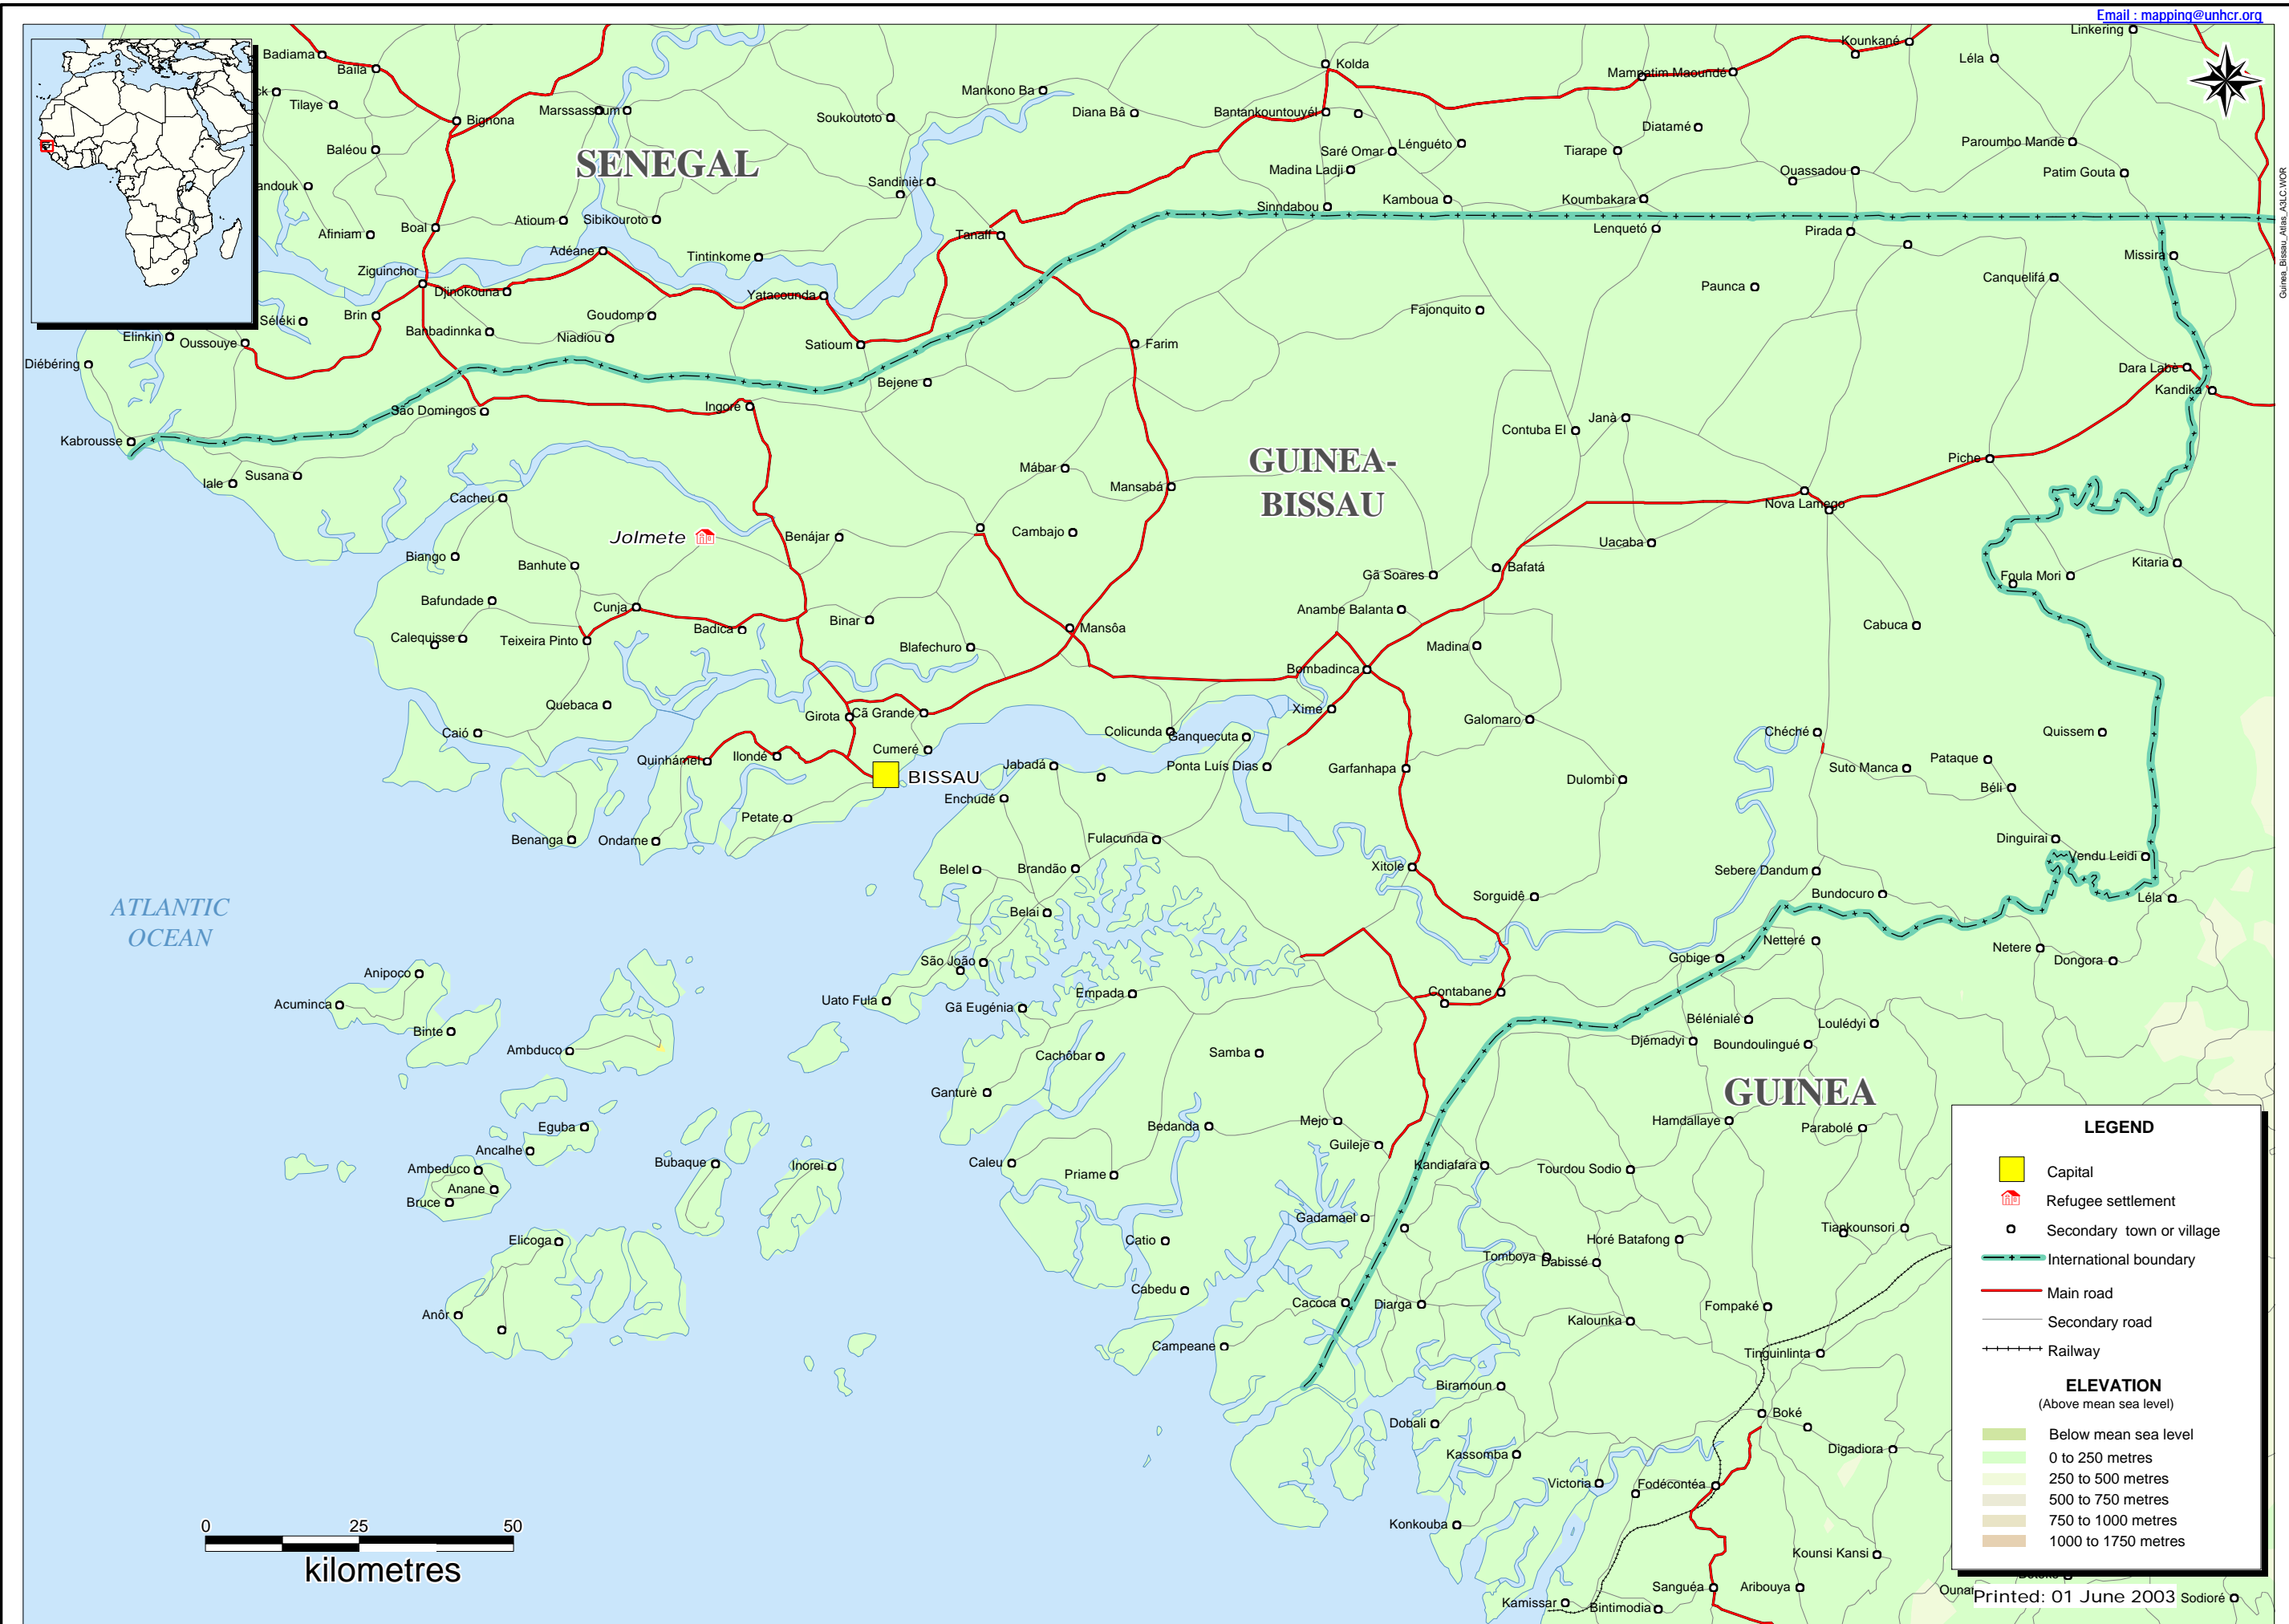 Email : mapping@unhcr.org
Linkering
Kounkané
Léla
Badiama
Baila
Kolda
Mampatim Maoundé
Mankono Ba
Tilaye
Marssassoum
Soukoutoto
Diana Bâ
Bantankountouyél
Bignona
Diatamé
Baléou
SENEGAL
Saré Omar
Lénguéto
Tiarape
Paroumbo Mande
Madina Ladji
Ouassadou
Patim Gouta
Sandinièr
Kamboua
Koumbakara
Sinndabou
Guinea_Bissau_Atlas_A3LC.WOR
Boal
Atioum
Sibikouroto
Afiniam
Tanaff
Lenquetó
Pirada
Adéane
Tintinkome
Missira
Ziguinchor
Canquelifá
Djinokouna
Yatacounda
Paunca
Séléki
Brin
Goudomp
Fajonquito
Banbadinnka
Elinkin
Oussouye
Niadiou
Satioum
Farim
Diébéring
Dara Labè
Bejene
Kandika
São Domingos
Ingoré
Janà
Contuba El
Kabrousse
GUINEA-
BISSAU
Piche
Mábar
Iale
Susana
Mansabá
Cacheu
Nova Lamego
Jolmete
Benájar
Cambajo
Uacaba
Biango
Banhute
Bafatá
Gã Soares
Foula Mori
Kitaria
Bafundade
Cunja
Anambe Balanta
Binar
Cabuca
Calequisse
Teixeira Pinto
Badica
Mansôa
Blafechuro
Madina
Bombadinca
Quebaca
Xime
Girota
Cã Grande
Galomaro
Caió
Colicunda
Ganquecuta
Chéché
Quissem
Cumeré
Quinhámel
Ilondé
Jabadá
Ponta Luís Dias
Garfanhapa
Suto Manca
Pataque
BISSAU
Dulombi
Béli
Enchudé
Petate
Benanga
Ondame
Fulacunda
Dinguirai
Vendu Leidi
Belel
Brandão
Xitole
Sebere Dandum
Sorguidê
Bundocuro
Léla
ATLANTIC
OCEAN
Belai
Netteré
Netere
Gobige
Dongora
São João
Anipoco
Acuminca
Uato Fula
Empada
Contabane
Gã Eugénia
Bélénialé
Loulédyi
Binte
Djémadyi
Boundoulingué
Ambduco
Cachôbar
Samba
Ganturè
GUINEA
Eguba
Bedanda
Mejo
Hamdallaye
Parabolé
Guileje
Ancalhe
Ambeduco
Bubaque
Inorei
Caleu
Kandiafara
Tourdou Sodio
Anane
Priame
Bruce
Gadamael
Tiankounsori
Elicoga
Catio
Horé Batafong
Tomboya
Dabissé
Cabedu
Cacoca
Diarga
Fompaké
Anôr
Kalounka
Campeane
Tinguinlinta
Biramoun
Boké
Dobali
Digadiora
Kassomba
Victoria
Fodécontéa
Konkouba
Kounsi Kansi
Sanguéa
Aribouya
Kamissar
Bintimodia
Sodioré
LEGEND
Capital
Refugee settlement
Secondary town or village
International boundary
Main road
Secondary road
Railway
ELEVATION
(Above mean sea level)
Below mean sea level
0 to 250 metres
250 to 500 metres
500 to 750 metres
750 to 1000 metres
1000 to 1750 metres
0 25 50
kilometres
Printed: 01 June 2003